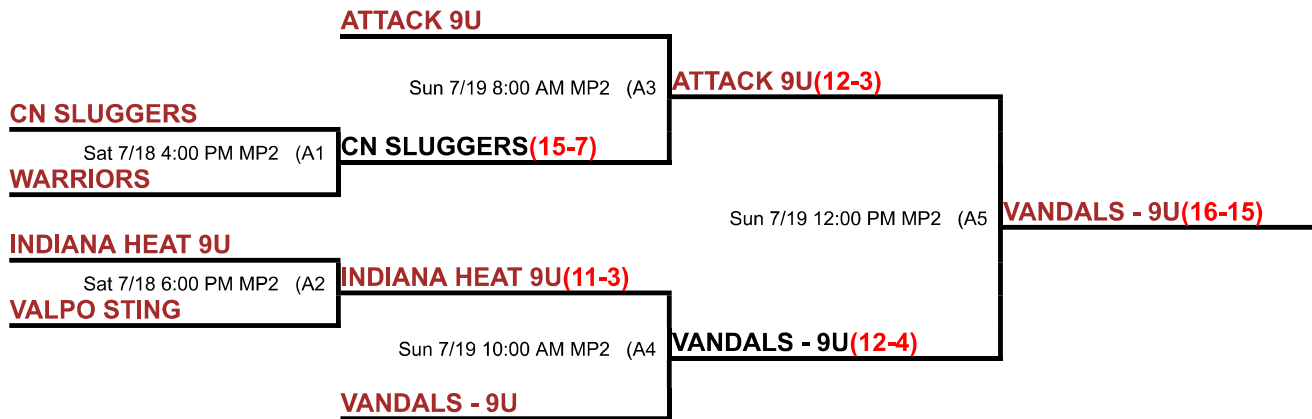 ATTACK 9U
Sun 7/19 8:00 AM MP2 (A3
ATTACK 9U(12-3)
CN SLUGGERS
Sat 7/18 4:00 PM MP2 (A1
CN SLUGGERS(15-7)
WARRIORS
Sun 7/19 12:00 PM MP2 (A5
VANDALS - 9U(16-15)
INDIANA HEAT 9U
Sat 7/18 6:00 PM MP2 (A2
INDIANA HEAT 9U(11-3)
VALPO STING
Sun 7/19 10:00 AM MP2 (A4
VANDALS - 9U(12-4)
VANDALS - 9U